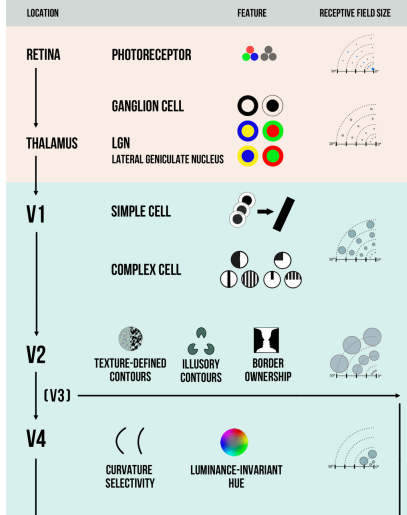 LOCATION FEATURE RECEPTIVE FIELD SIZE
RETINA PHOTORECEPTOR
GANGLION CELL
THALAMUS LGN
LATERAL GENICULATE NUCLEUS
V1 SIMPLE CELL
COMPLEX CELL
V2
TEXTURE-DEFINED
CONTOURS
ILLUSORY
CONTOURS
BORDER
OWNERSHIP
(V3)
V4
CURVATURE
SELECTIVITY
LUMINANCE-INVARIANT
HUE